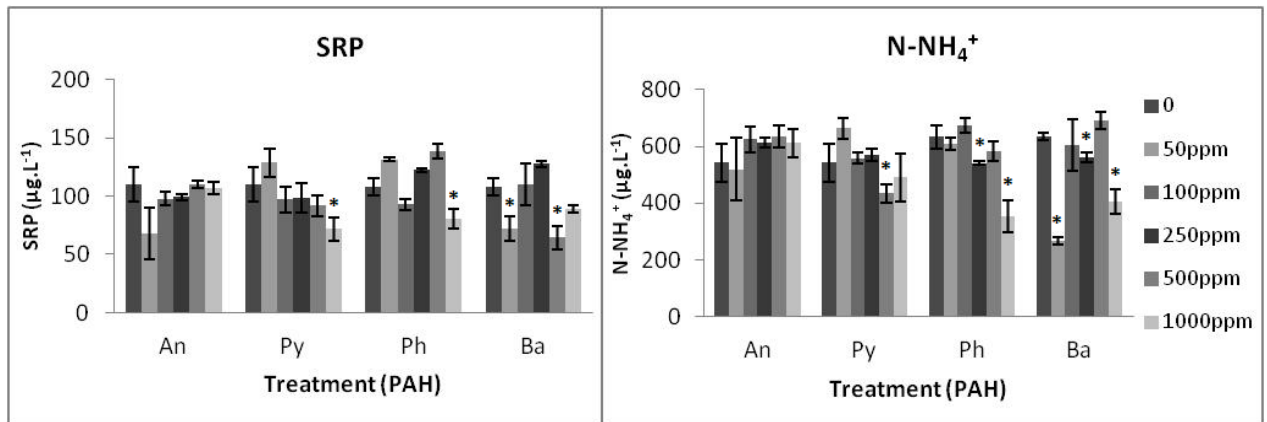 SRP
200
150
100
50
0
SRP (µg.L⁻¹)
* * * *
An Py Ph Ba
Treatment (PAH)
N-NH₄⁺
800
600
400
200
0
N-NH₄⁺ (µg.L⁻¹)
* * * * * *
An Py Ph Ba
Treatment (PAH)
0
50ppm
100ppm
250ppm
500ppm
1000ppm